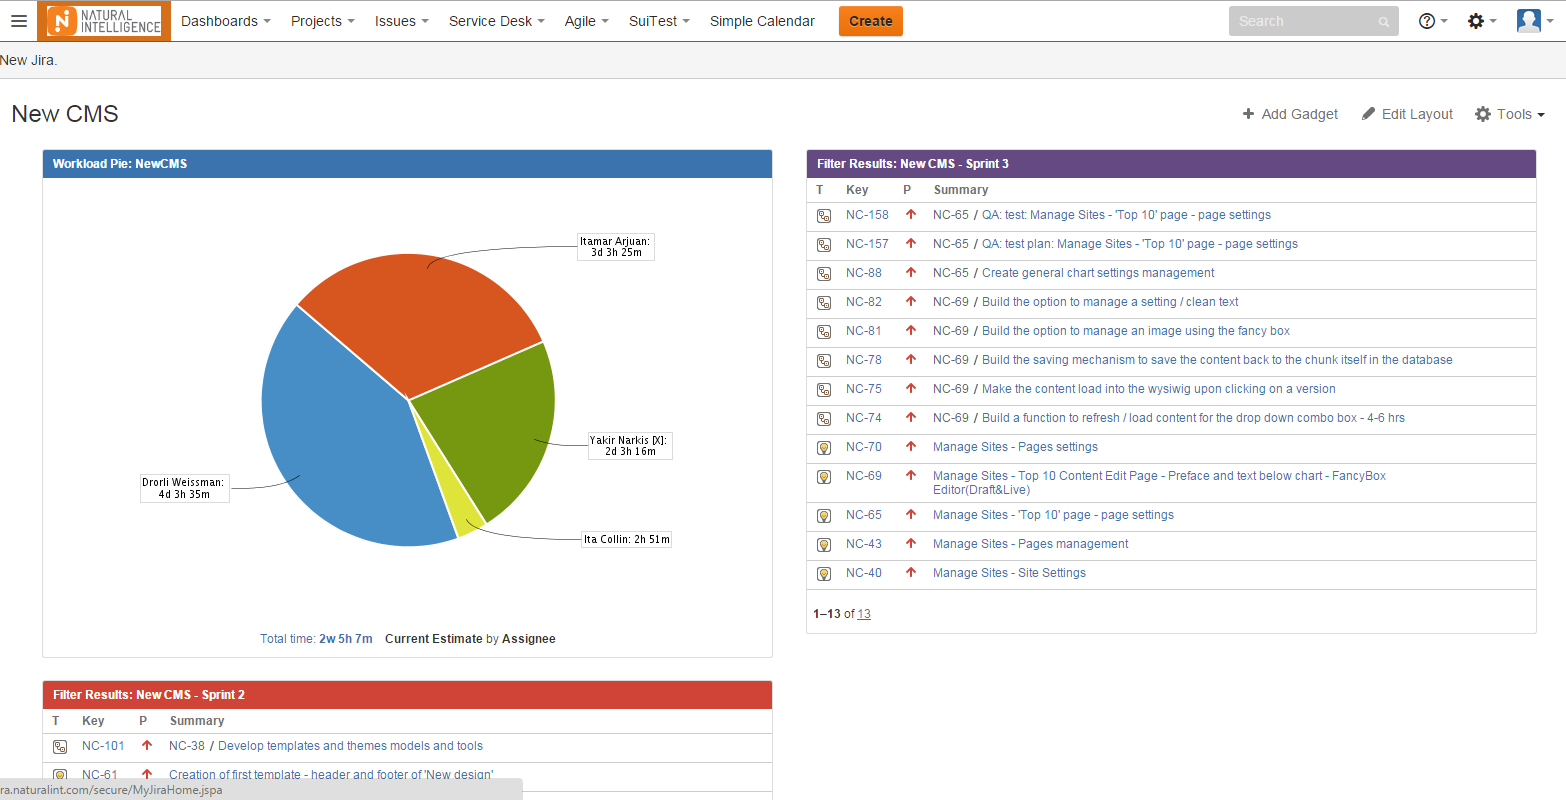 NATURAL
INTELLIGENCE
Dashboards Projects Issues Service Desk Agile SuiTest Simple Calendar Create Search
New Jira.
New CMS
Add Gadget Edit Layout Tools
Workload Pie: NewCMS
Itamar Arjuan:
3d 3h 25m
Yakir Narkis [X]:
2d 3h 16m
Drorli Weissman:
4d 3h 35m
Ita Collin: 2h 51m
Total time: 2w 5h 7m Current Estimate by Assignee
Filter Results: New CMS - Sprint 3
T Key P Summary
NC-158 NC-65 / QA: test: Manage Sites - 'Top 10' page - page settings
NC-157 NC-65 / QA: test plan: Manage Sites - 'Top 10' page - page settings
NC-88 NC-65 / Create general chart settings management
NC-82 NC-69 / Build the option to manage a setting / clean text
NC-81 NC-69 / Build the option to manage an image using the fancy box
NC-78 NC-69 / Build the saving mechanism to save the content back to the chunk itself in the database
NC-75 NC-69 / Make the content load into the wysiwig upon clicking on a version
NC-74 NC-69 / Build a function to refresh / load content for the drop down combo box - 4-6 hrs
NC-70 Manage Sites - Pages settings
NC-69 Manage Sites - Top 10 Content Edit Page - Preface and text below chart - FancyBox
Editor(Draft&Live)
NC-65 Manage Sites - 'Top 10' page - page settings
NC-43 Manage Sites - Pages management
NC-40 Manage Sites - Site Settings
1–13 of 13
Filter Results: New CMS - Sprint 2
T Key P Summary
NC-101 NC-38 / Develop templates and themes models and tools
NC-61 Creation of first template - header and footer of 'New design'
ra.naturalint.com/secure/MyJiraHome.jspa